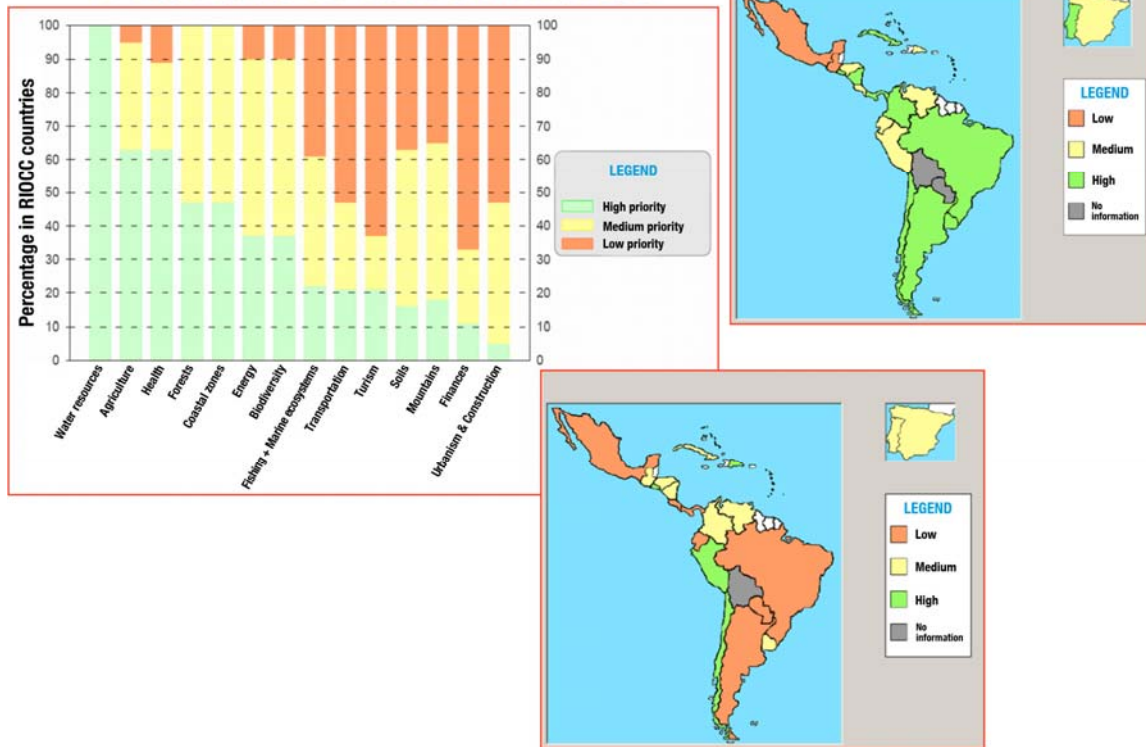 Percentage in RIOCC countries
100
90
80
70
60
50
40
30
20
10
0
100
90
80
70
60
50
40
30
20
10
0
Water resources
Agriculture
Health
Forests
Coastal zones
Energy
Biodiversity
Fishing + Marine ecosystems
Transportation
Turism
Soils
Mountains
Finances
Urbanism & Construction
LEGEND
High priority
Medium priority
Low priority
LEGEND
Low
Medium
High
No
information
LEGEND
Low
Medium
High
No
information